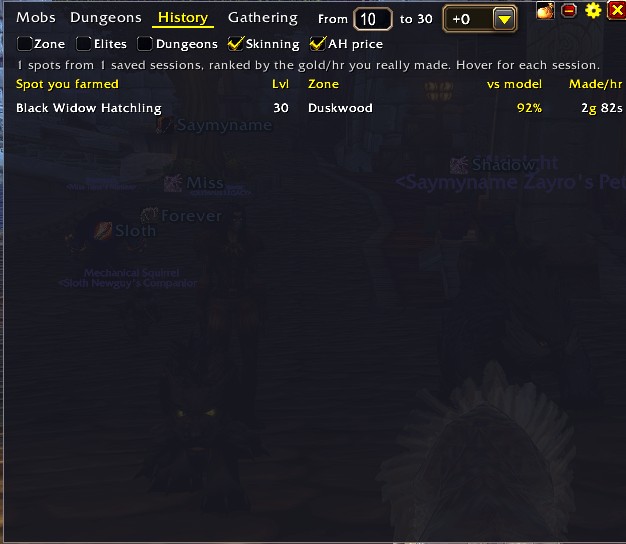 Mobs Dungeons History Gathering From 10 to 30 +0
Zone Elites Dungeons Skinning AH price
1 spots from 1 saved sessions, ranked by the gold/hr you really made. Hover for each session.
Spot you farmed Lvl Zone vs model Made/hr
Black Widow Hatchling 30 Duskwood 92% 2g 82s
Saymyname
Shadow
Miss
<Saymyname Zayro's Pe
Forever
Sloth
Mechanical Squirrel
<Sloth Newguy's Companion>